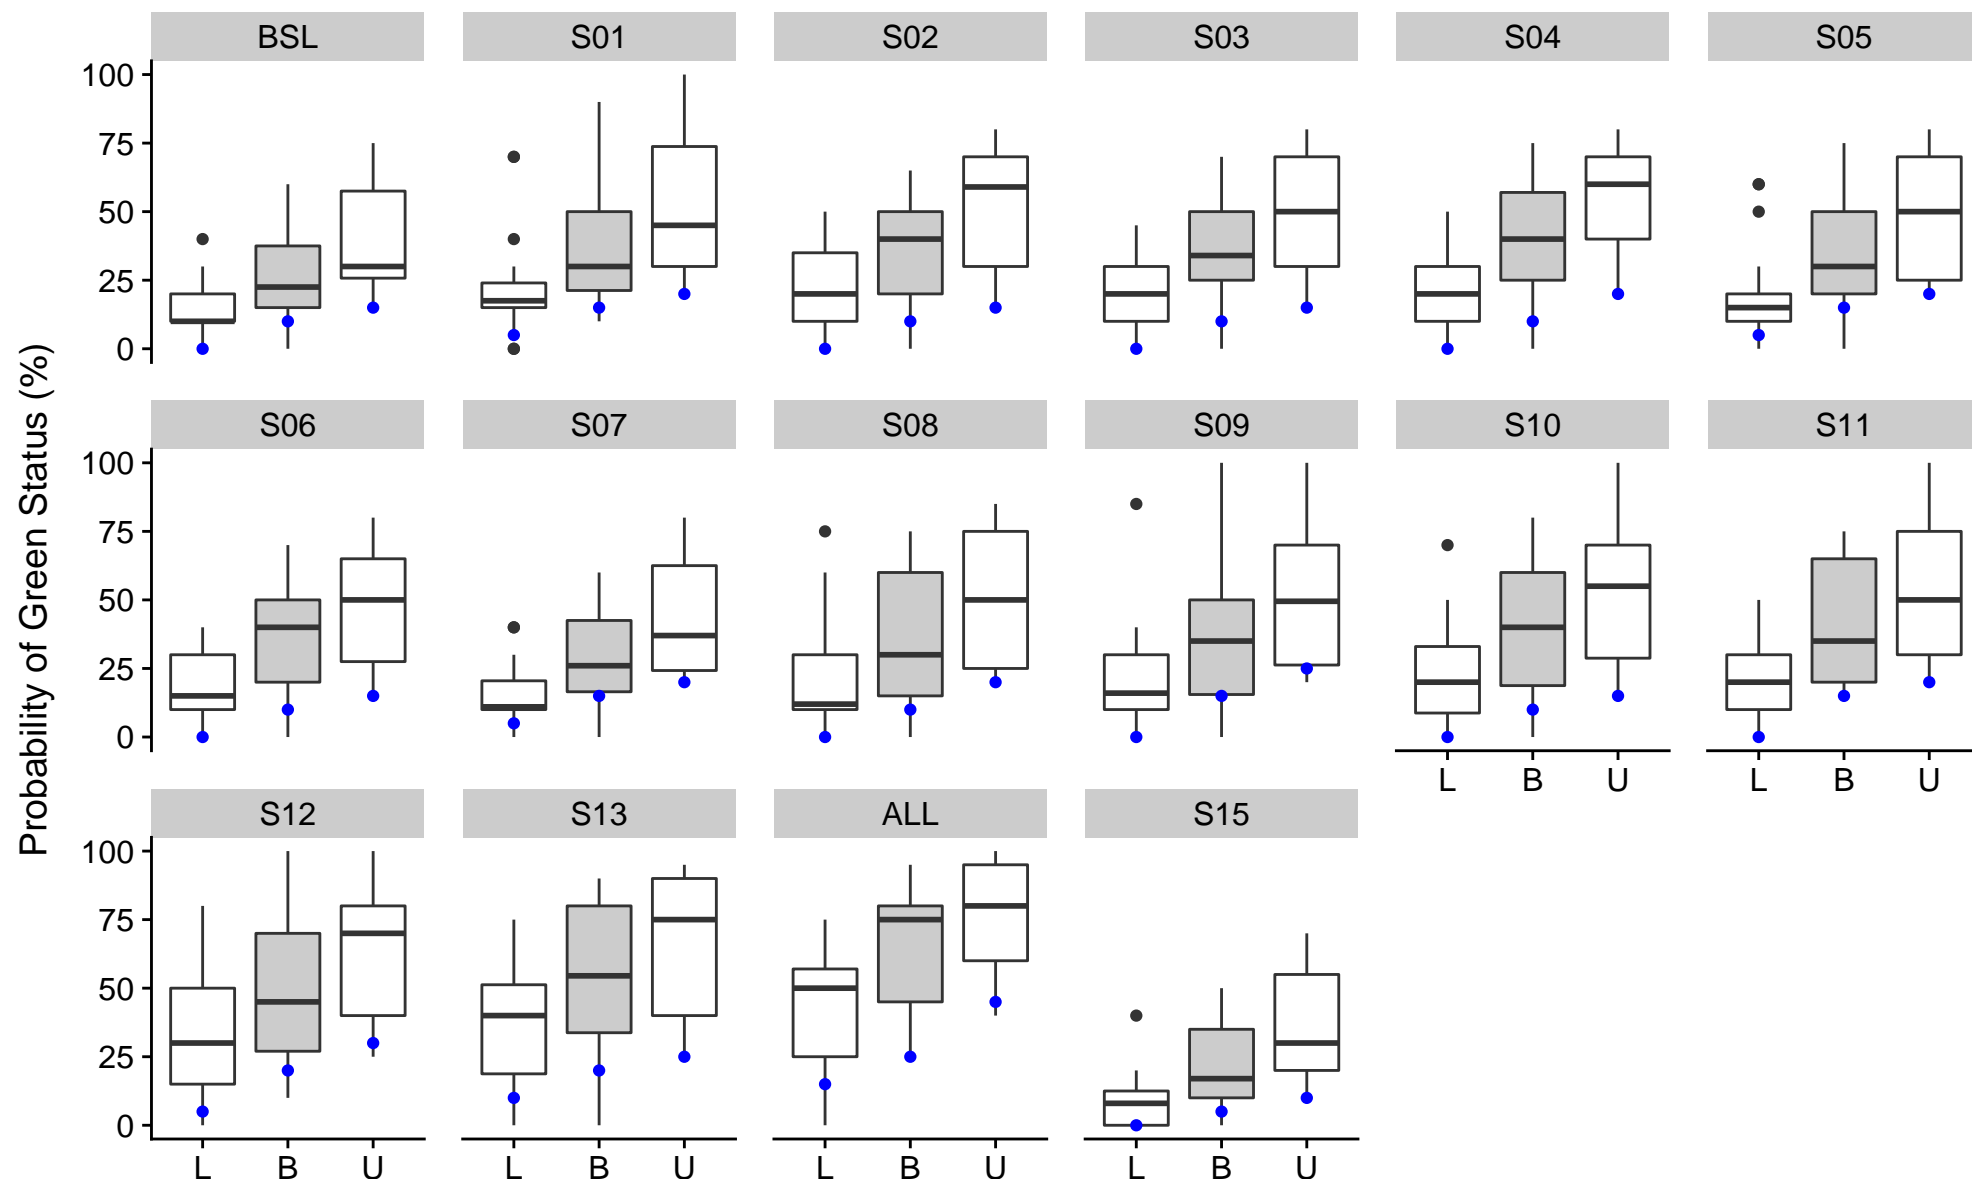 BSL S01 S02 S03 S04 S05
100
75
50
25
0
Probability of Green Status (%)
S06 S07 S08 S09 S10 S11
100
75
50
25
0
L B U L B U
S12 S13 ALL S15
100
75
50
25
0
L B U L B U L B U L B U